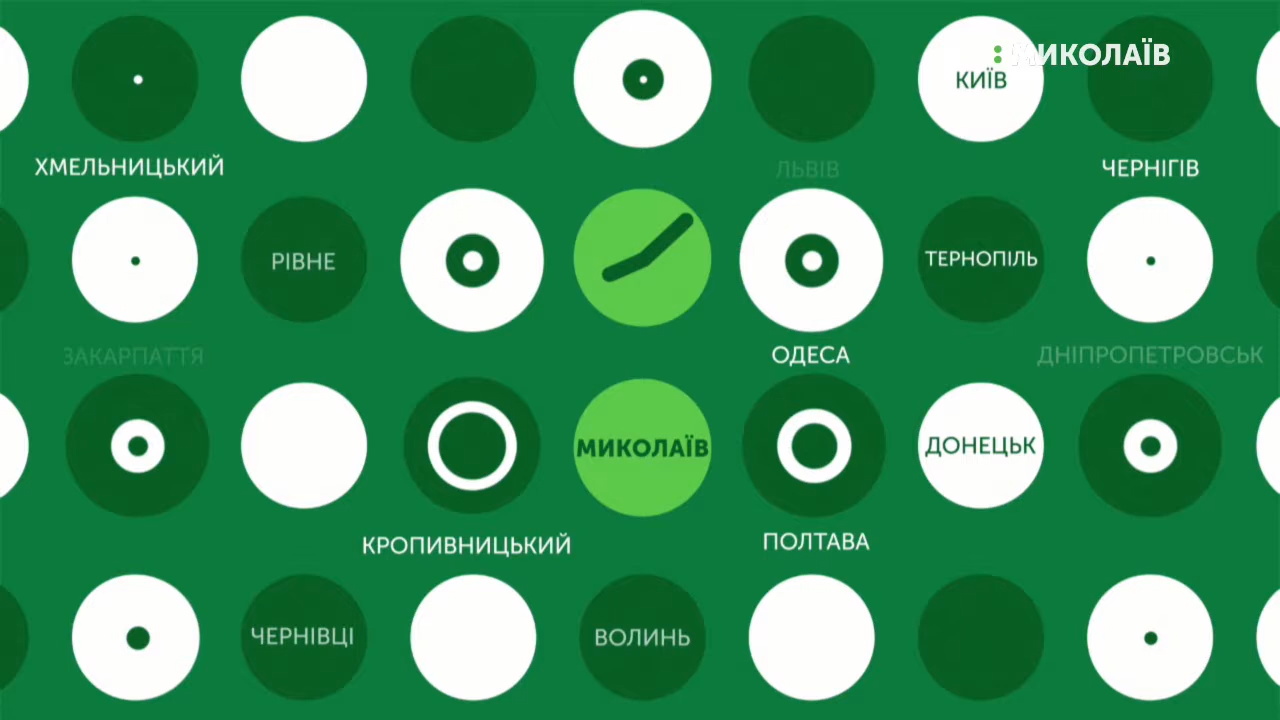 : МИКОЛАЇВ
КИЇВ
ХМЕЛЬНИЦЬКИЙ
ЛЬВІВ
ЧЕРНІГІВ
РІВНЕ
ТЕРНОПІЛЬ
ЗАКАРПАТТЯ
ОДЕСА
ДНІПРОПЕТРОВСЬК
МИКОЛАЇВ
ДОНЕЦЬК
КРОПИВНИЦЬКИЙ
ПОЛТАВА
ЧЕРНІВЦІ
ВОЛИНЬ